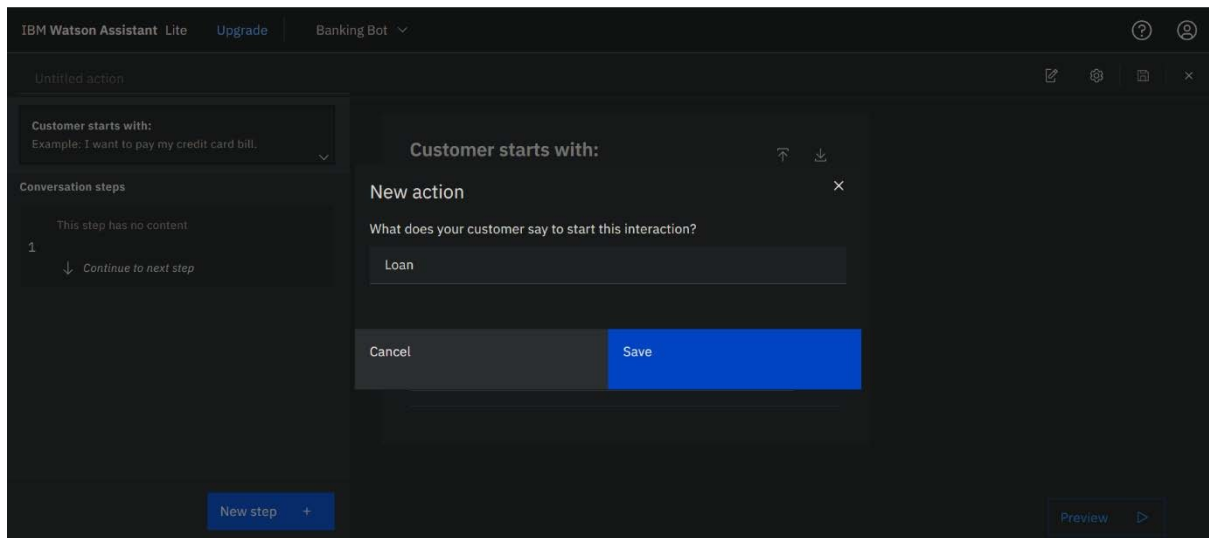 IBM Watson Assistant Lite Upgrade Banking Bot
Untitled action
Customer starts with:
Example: I want to pay my credit card bill.
Conversation steps
This step has no content
1
Continue to next step
New step +
Customer starts with:
New action
What does your customer say to start this interaction?
Loan
Cancel Save
Preview